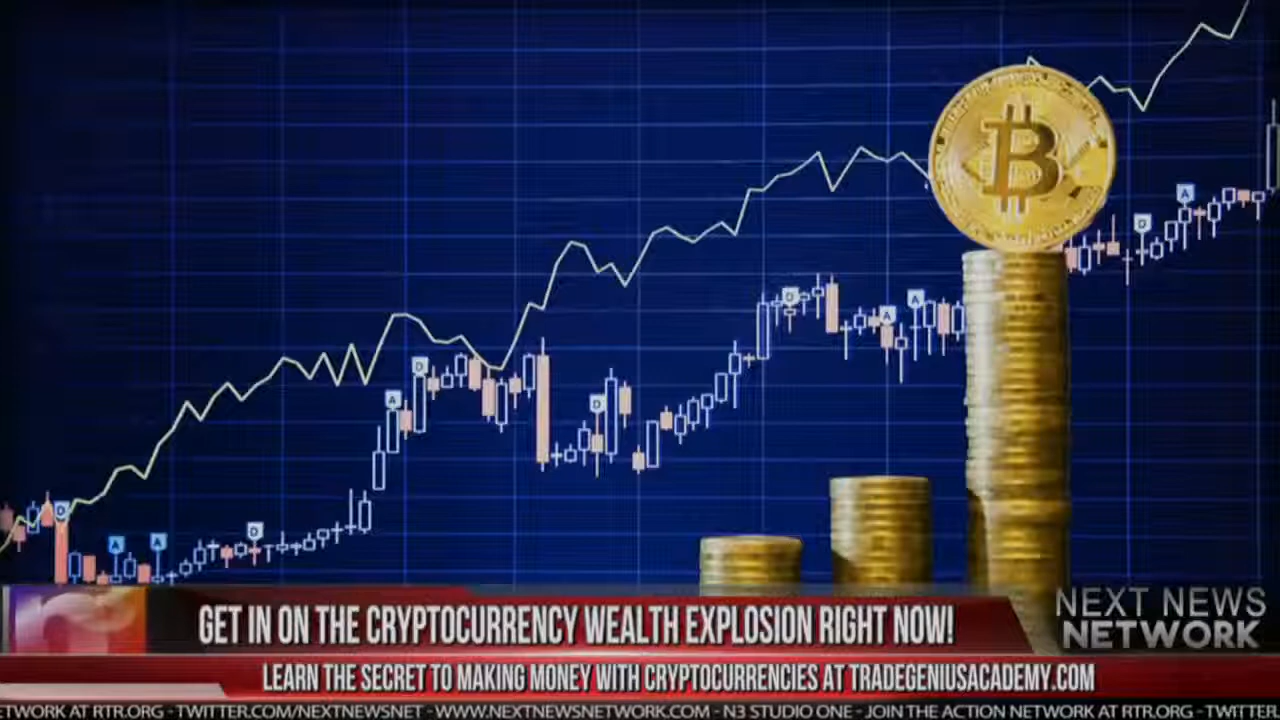 D
A
A
D
A
D
D
D
A
A
D
A
GET IN ON THE CRYPTOCURRENCY WEALTH EXPLOSION RIGHT NOW!
NEXT NEWS
NETWORK
LEARN THE SECRET TO MAKING MONEY WITH CRYPTOCURRENCIES AT TRADEGENIUSACADEMY.COM
ETWORK AT RTR.ORG - TWITTER.COM/NEXTNEWSNET - WWW.NEXTNEWSNETWORK.COM - N3 STUDIO ONE - JOIN THE ACTION NETWORK AT RTR.ORG - TWITTER